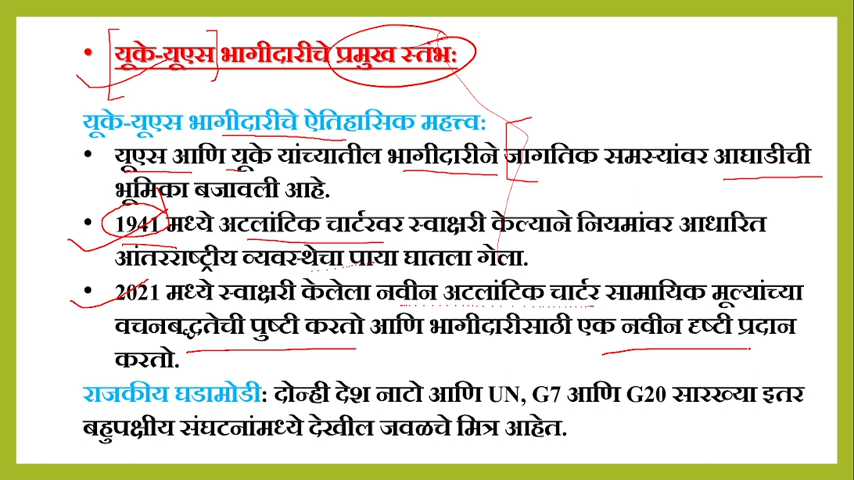 यूके-यूएस भागीदारीचे प्रमुख स्तंभ:
यूके-यूएस भागीदारीचे ऐतिहासिक महत्त्व:
• यूएस आणि यूके यांच्यातील भागीदारीने जागतिक समस्यांवर आघाडीची
भूमिका बजावली आहे.
• 1941 मध्ये अटलांटिक चार्टरवर स्वाक्षरी केल्याने नियमांवर आधारित
आंतरराष्ट्रीय व्यवस्थेचा पाया घातला गेला.
• 2021 मध्ये स्वाक्षरी केलेला नवीन अटलांटिक चार्टर सामायिक मूल्यांच्या
वचनबद्धतेची पुष्टी करतो आणि भागीदारीसाठी एक नवीन दृष्टी प्रदान
करतो.
राजकीय घडामोडी: दोन्ही देश नाटो आणि UN, G7 आणि G20 सारख्या इतर
बहुपक्षीय संघटनांमध्ये देखील जवळचे मित्र आहेत.